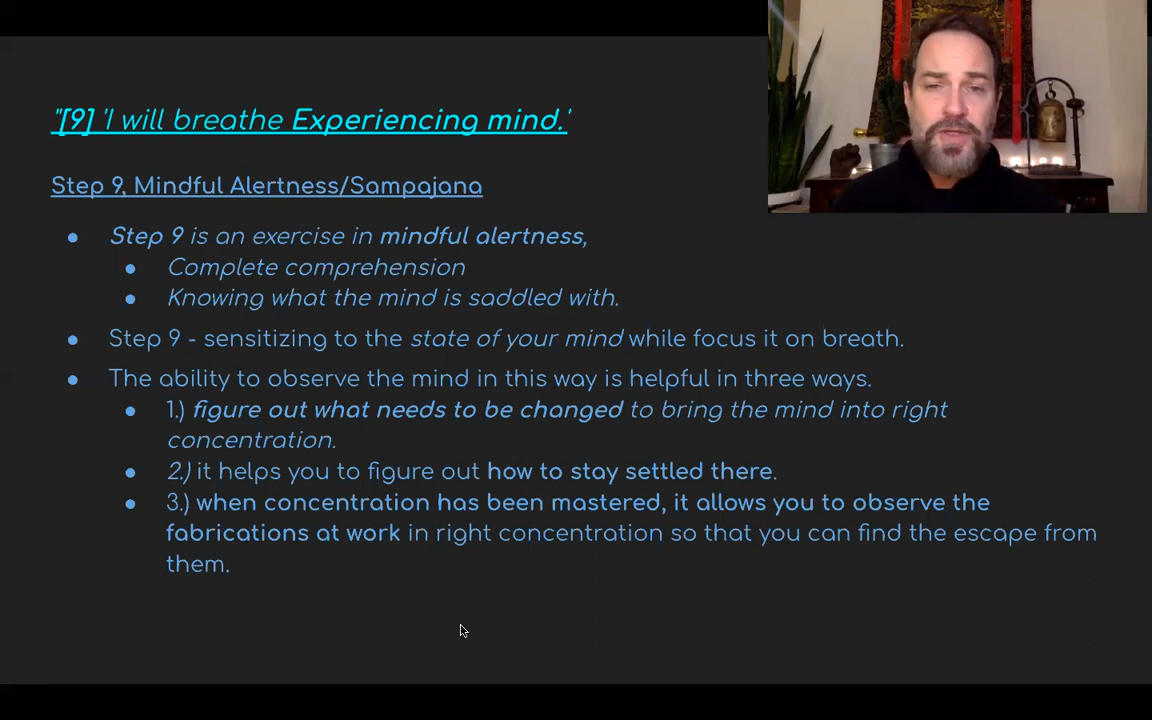 "[9] 'I will breathe Experiencing mind.'
Step 9, Mindful Alertness/Sampajana
● Step 9 is an exercise in mindful alertness,
● Complete comprehension
● Knowing what the mind is saddled with.
● Step 9 - sensitizing to the state of your mind while focus it on breath.
● The ability to observe the mind in this way is helpful in three ways.
● 1.) figure out what needs to be changed to bring the mind into right
concentration.
● 2.) it helps you to figure out how to stay settled there.
● 3.) when concentration has been mastered, it allows you to observe the
fabrications at work in right concentration so that you can find the escape from
them.